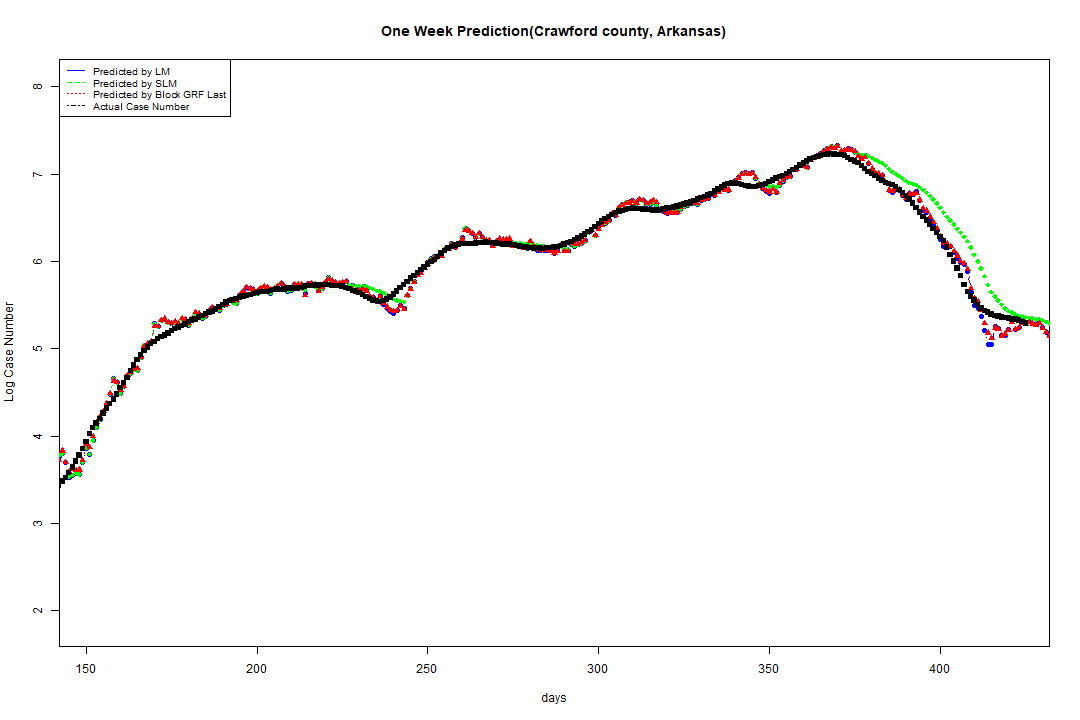 One Week Prediction(Crawford county, Arkansas)
Predicted by LM
Predicted by SLM
Predicted by Block GRF Last
Actual Case Number
8
7
6
5
4
3
2
Log Case Number
150 200 250 300 350 400
days